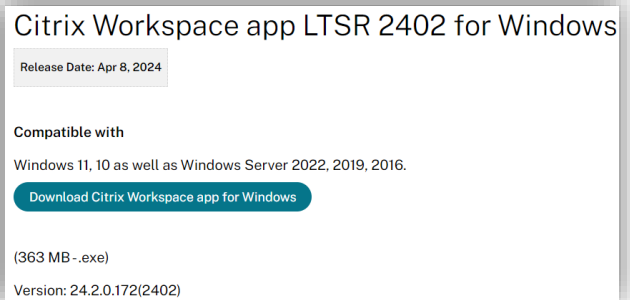 Citrix Workspace app LTSR 2402 for Windows
Release Date: Apr 8, 2024
Compatible with
Windows 11, 10 as well as Windows Server 2022, 2019, 2016.
Download Citrix Workspace app for Windows
(363 MB - .exe)
Version: 24.2.0.172(2402)